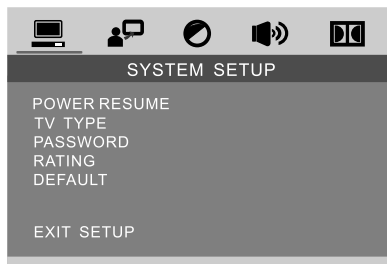 SYSTEM SETUP
POWER RESUME
TV TYPE
PASSWORD
RATING
DEFAULT
EXIT SETUP